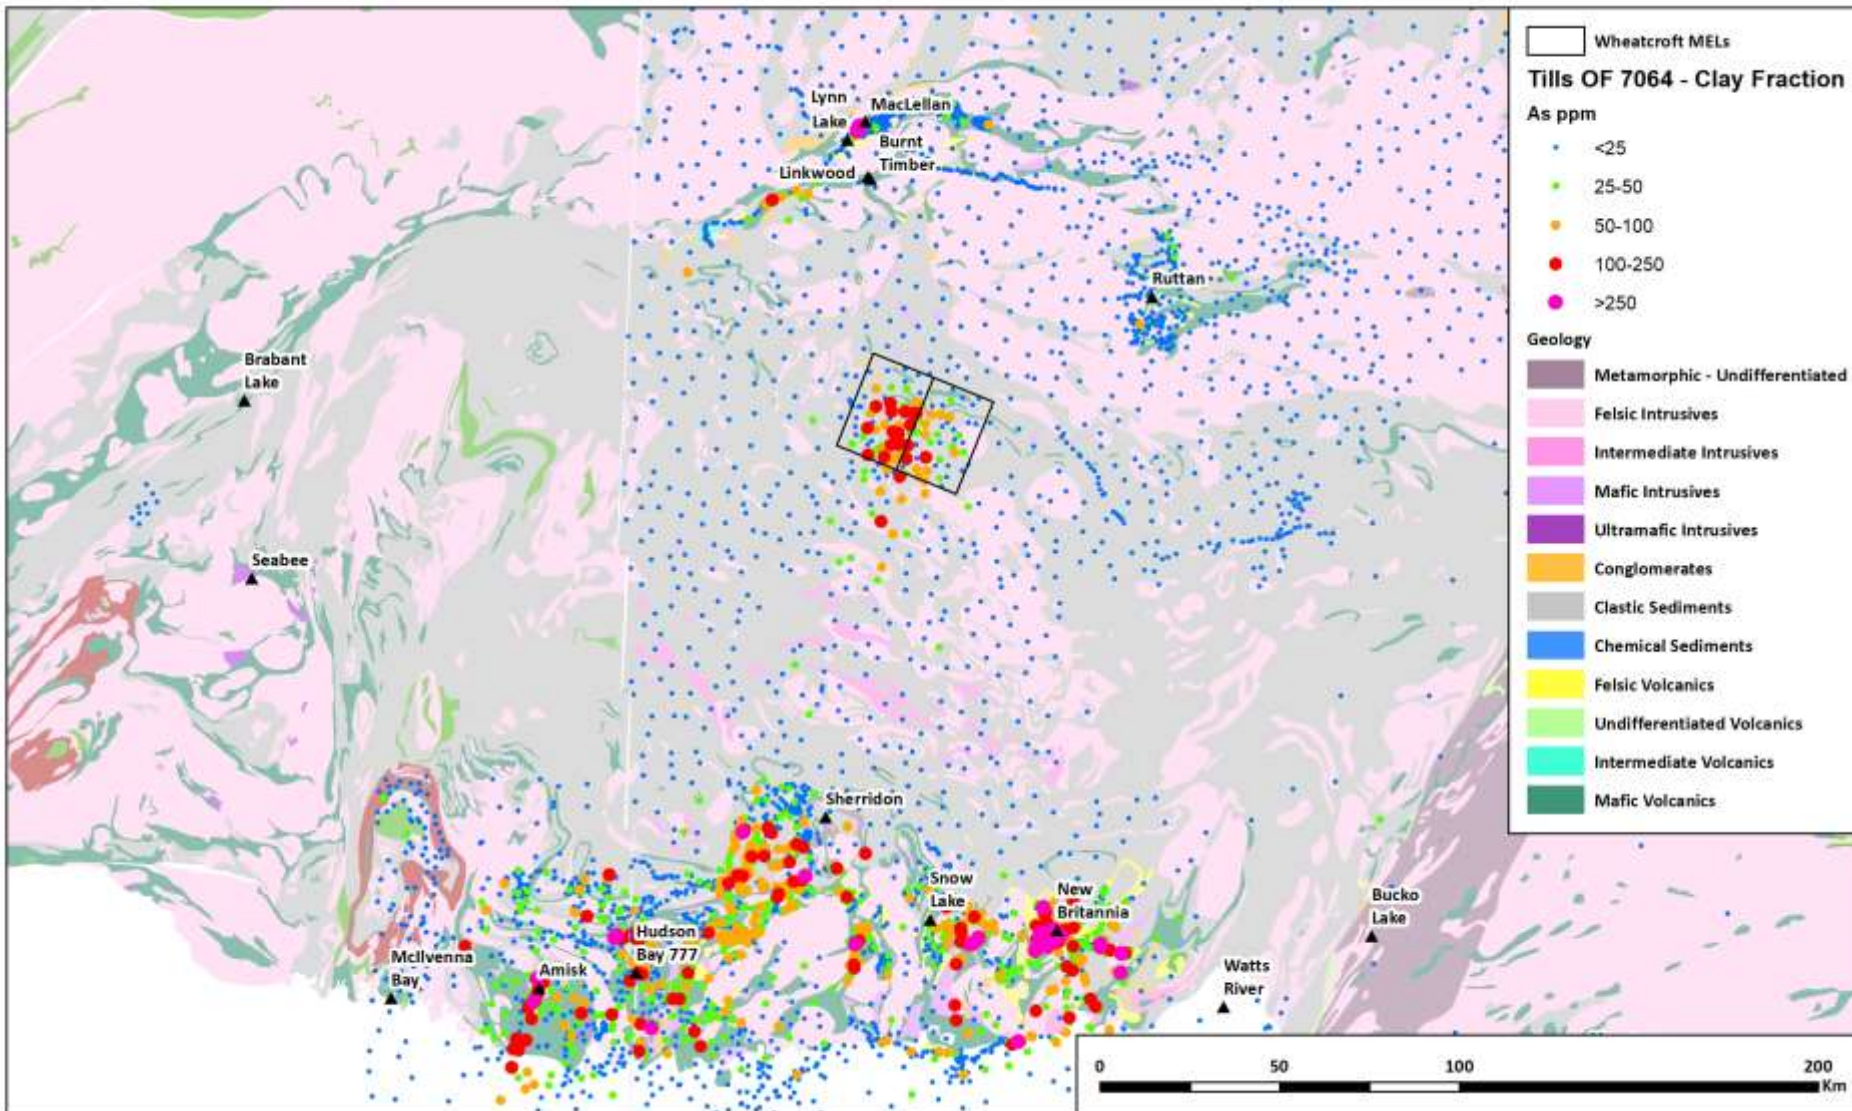 Wheatcroft MELs
Tills OF 7064 - Clay Fraction
As ppm
<25
25-50
50-100
100-250
>250
Geology
Metamorphic - Undifferentiated
Felsic Intrusives
Intermediate Intrusives
Mafic Intrusives
Ultramafic Intrusives
Conglomerates
Clastic Sediments
Chemical Sediments
Felsic Volcanics
Undifferentiated Volcanics
Intermediate Volcanics
Mafic Volcanics
Lynn
Lake
MacLellan
Burnt
Timber
Linkwood
Ruttan
Brabant
Lake
Seabee
Sherridon
Snow
Lake
New
Britannia
Bucko
Lake
Hudson
Bay 777
McIlvenna
Bay
Amisk
Watts
River
0 50 100 200
Km